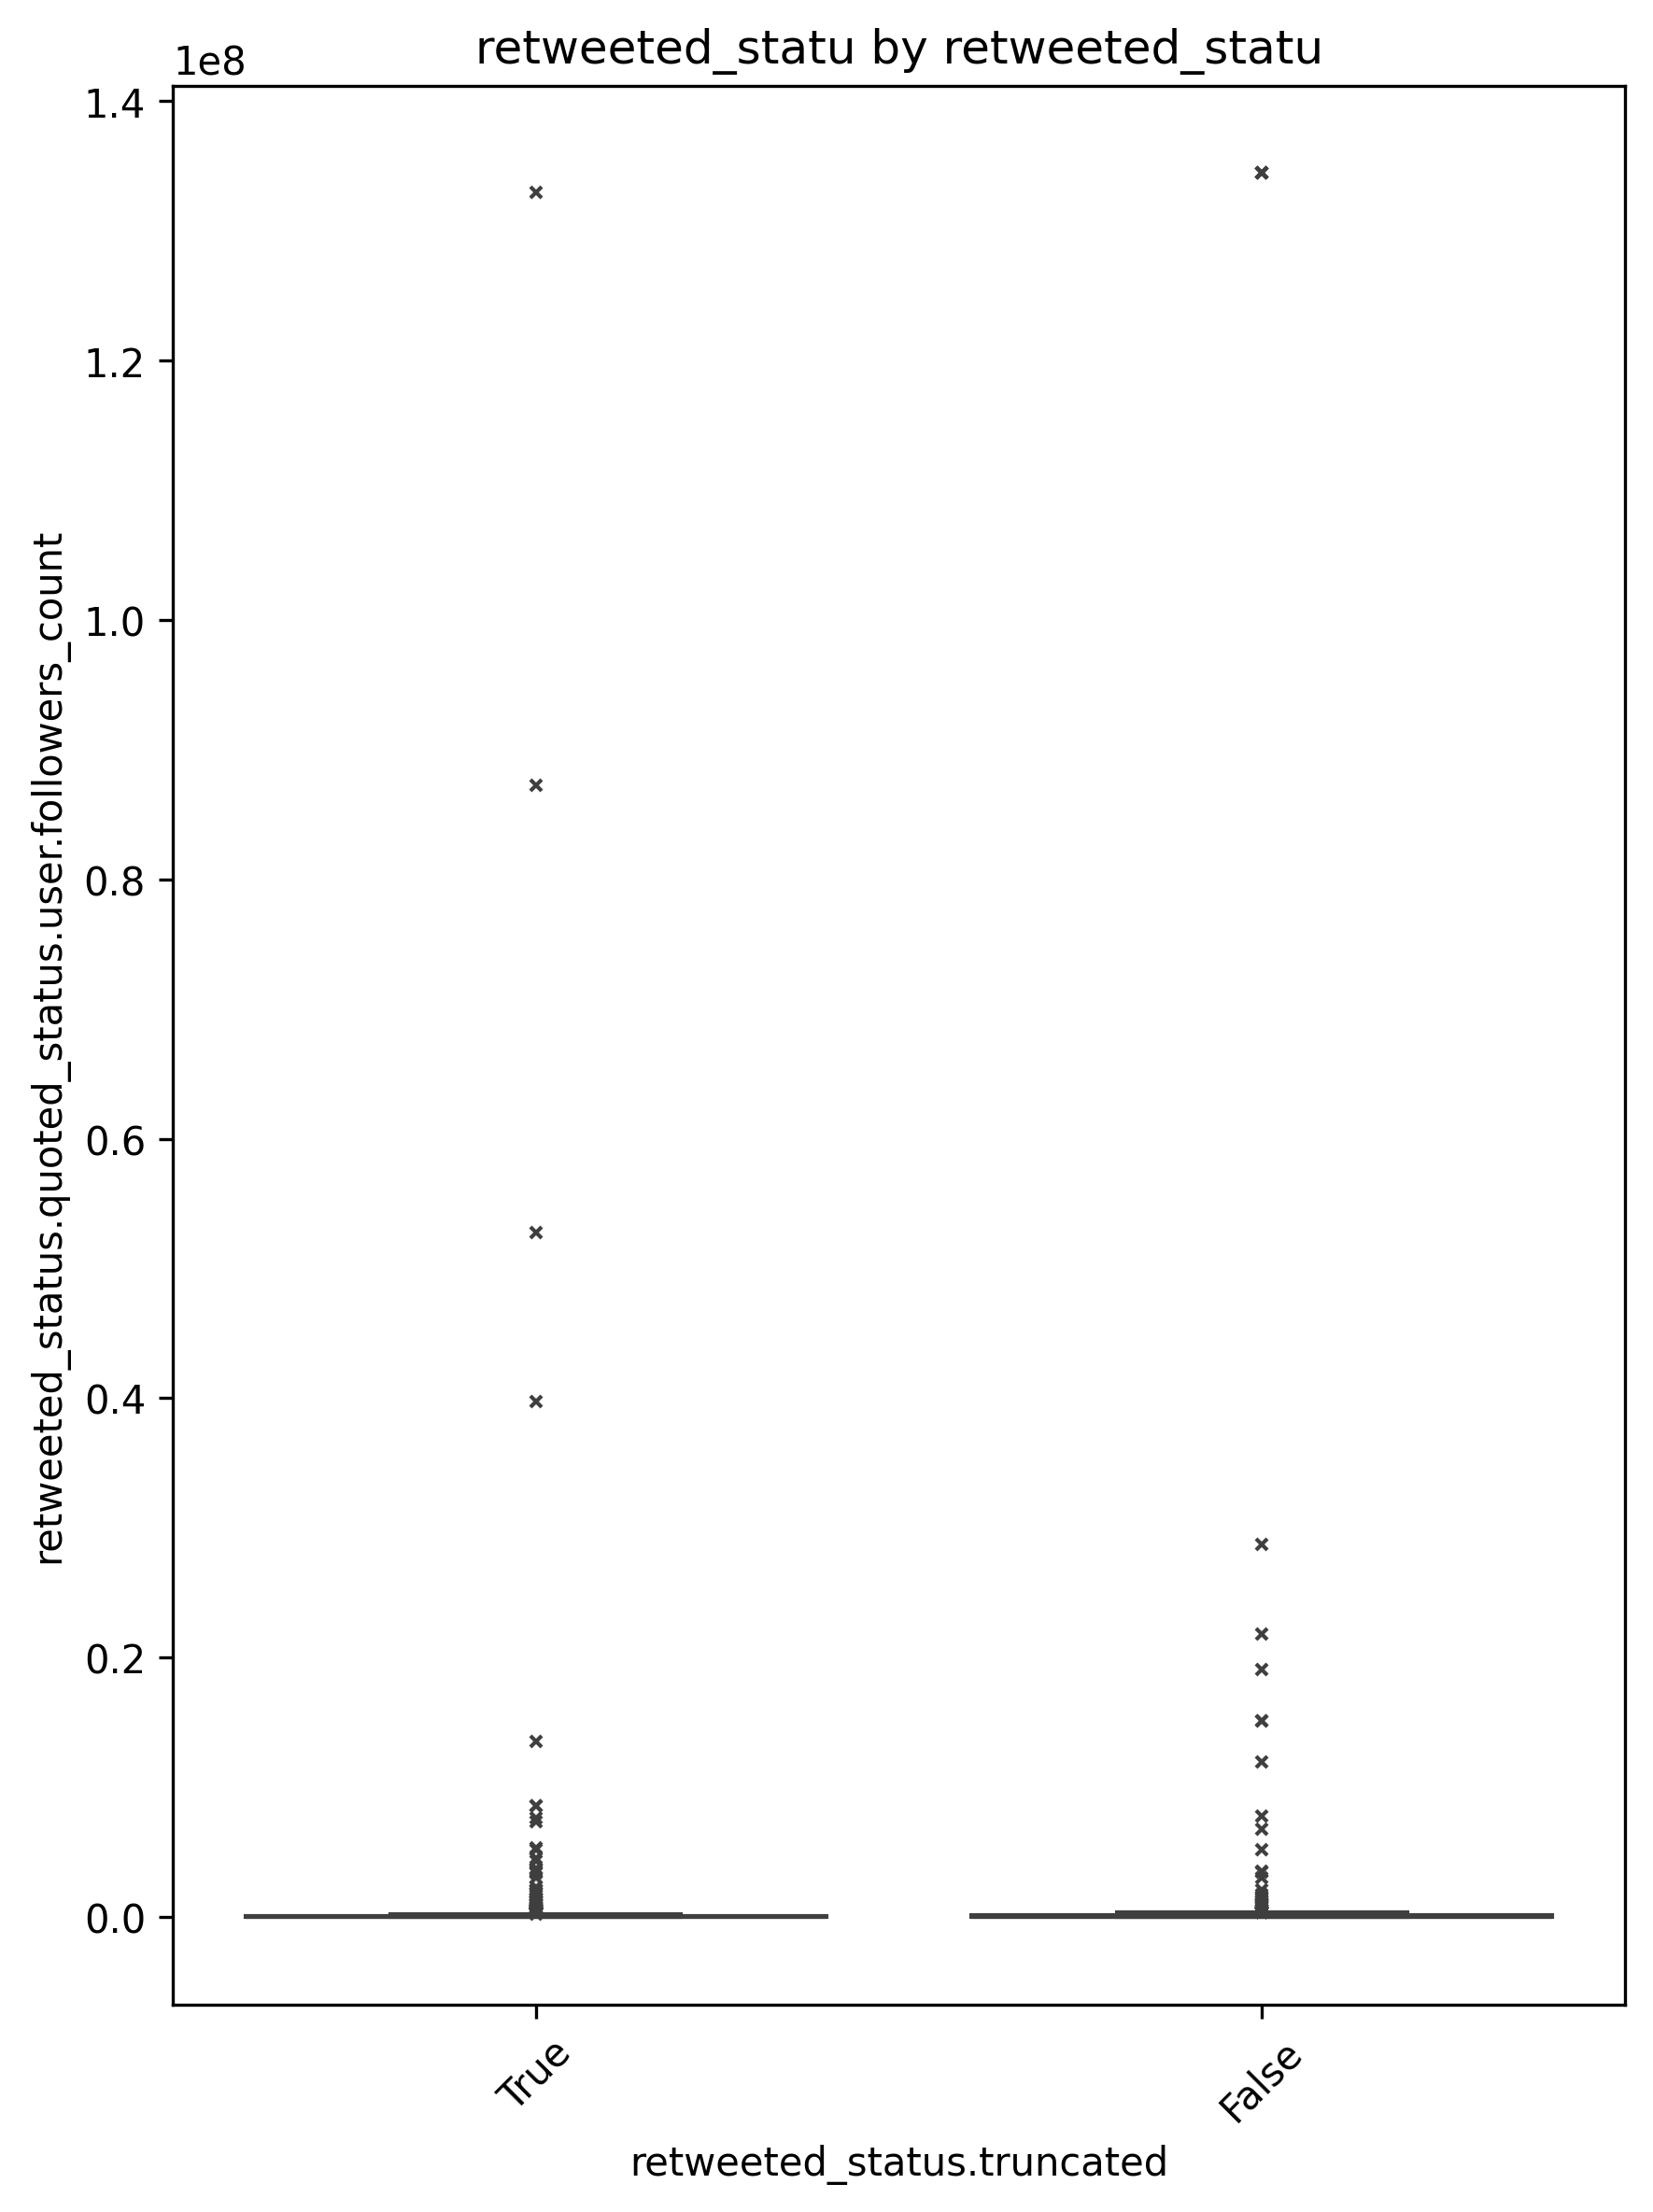 retweeted_statu by retweeted_statu
1e8
1.4
1.2
1.0
0.8
0.6
0.4
0.2
0.0
retweeted_status.quoted_status.user.followers_count
True
False
retweeted_status.truncated